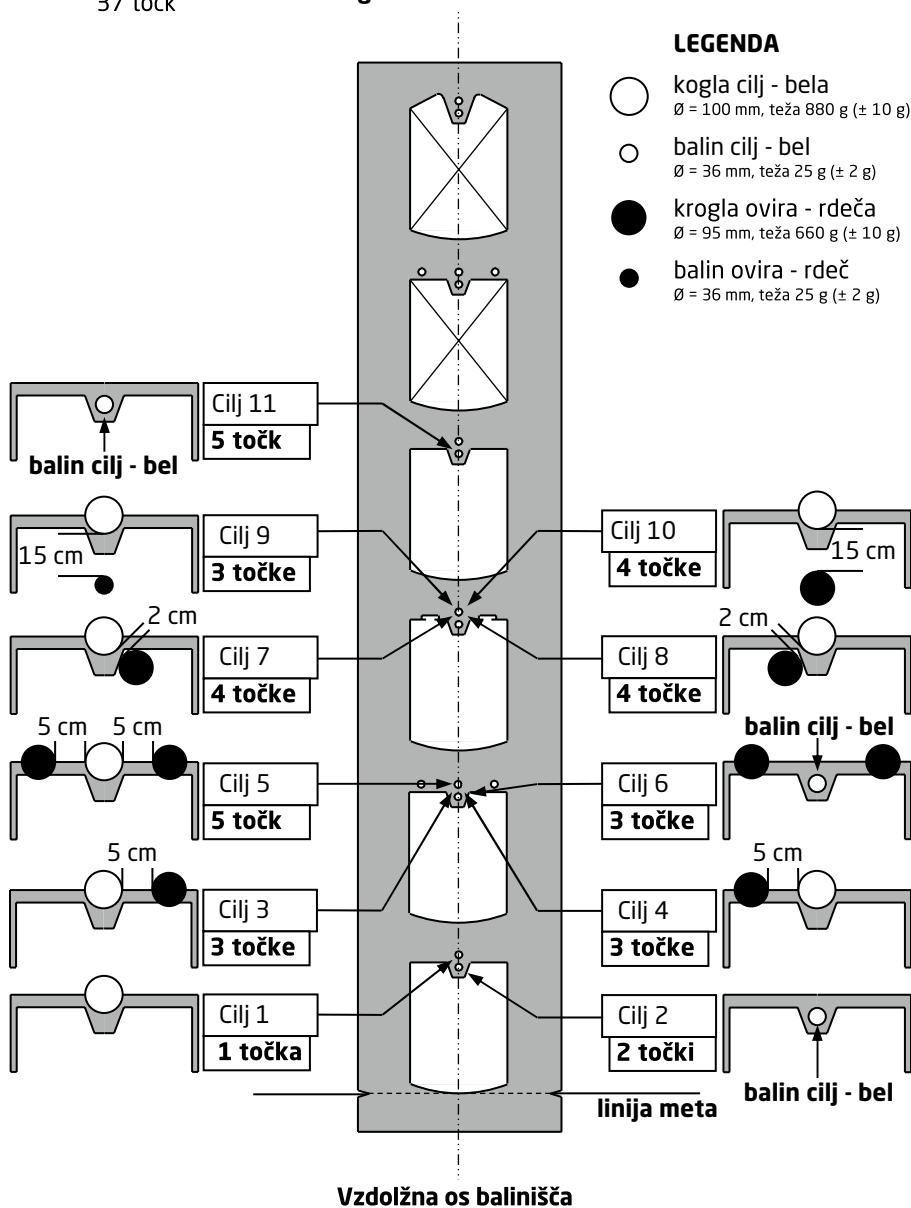 37 točk
LEGENDA
kogla cilj - bela
Ø = 100 mm, teža 880 g (± 10 g)
balin cilj - bel
Ø = 36 mm, teža 25 g (± 2 g)
krogla ovira - rdeča
Ø = 95 mm, teža 660 g (± 10 g)
balin ovira - rdeč
Ø = 36 mm, teža 25 g (± 2 g)
Cilj 11
5 točk
balin cilj - bel
Cilj 9
3 točke
15 cm
Cilj 10
4 točke
15 cm
2 cm
Cilj 7
4 točke
2 cm
Cilj 8
4 točke
5 cm 5 cm
Cilj 5
5 točk
balin cilj - bel
Cilj 6
3 točke
5 cm
Cilj 3
3 točke
5 cm
Cilj 4
3 točke
Cilj 1
1 točka
Cilj 2
2 točki
balin cilj - bel
linija meta
Vzdolžna os balinišča